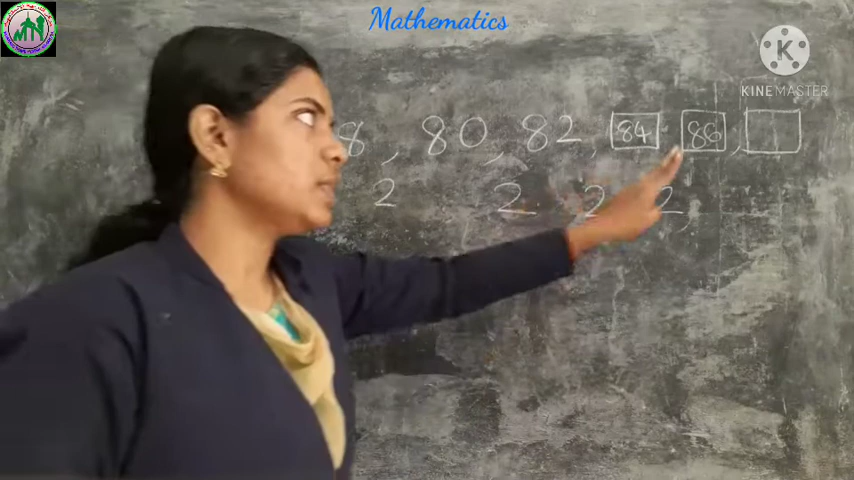 Mathematics
KINEMASTER
8, 80, 82, 84, 86,
2 2 2 2,